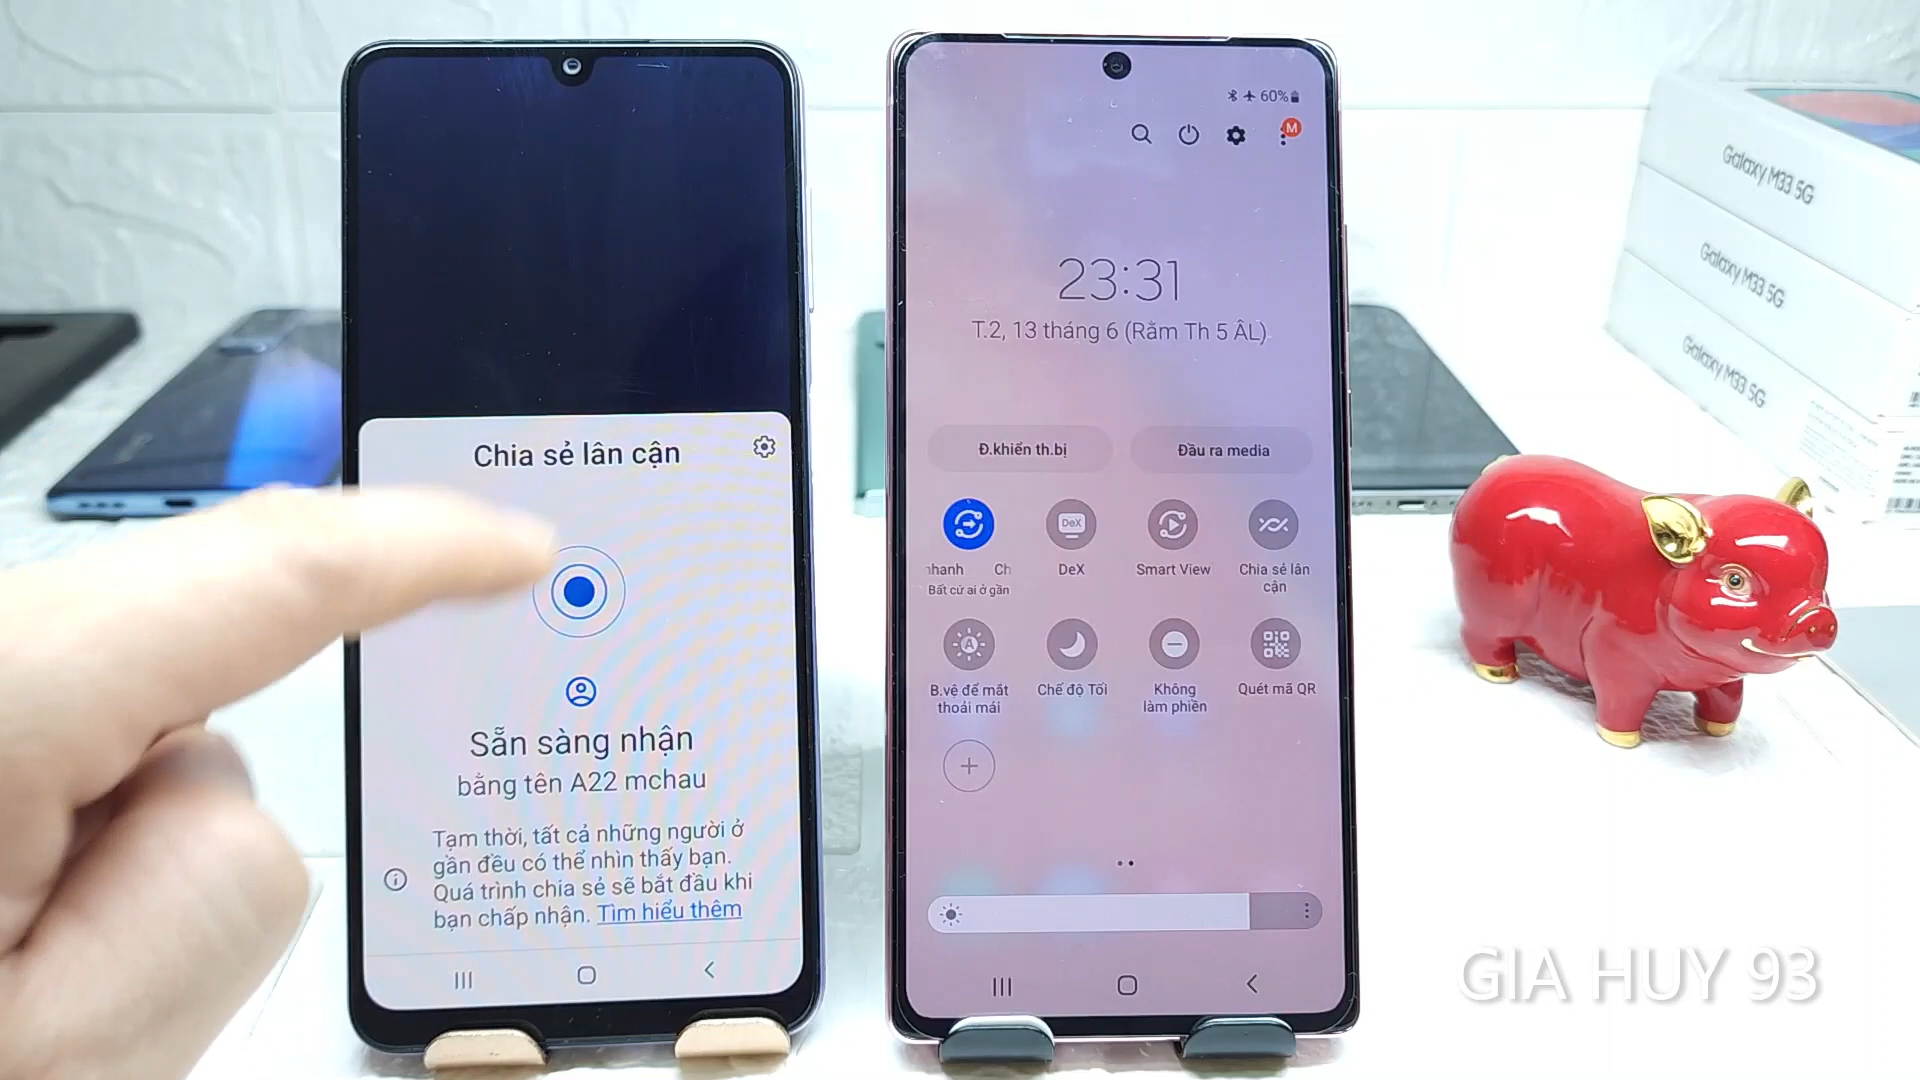 Chia sẻ lân cận
Sẵn sàng nhận
bằng tên A22 mchau
Tạm thời, tất cả những người ở
gần đều có thể nhìn thấy bạn.
Quá trình chia sẻ sẽ bắt đầu khi
bạn chấp nhận. Tìm hiểu thêm
60%
M
23:31
T.2, 13 tháng 6 (Rằm Th 5 ÂL)
Đ.khiển th.bị
Đầu ra media
nhanh Ch
Bất cứ ai ở gần
DeX
DeX
Smart View
Chia sẻ lân
cận
A
B.vệ để mắt
thoải mái
Chế độ Tối
Không
làm phiền
Quét mã QR
Galaxy M33 5G
Galaxy M33 5G
Galaxy M33 5G
GIA HUY 93